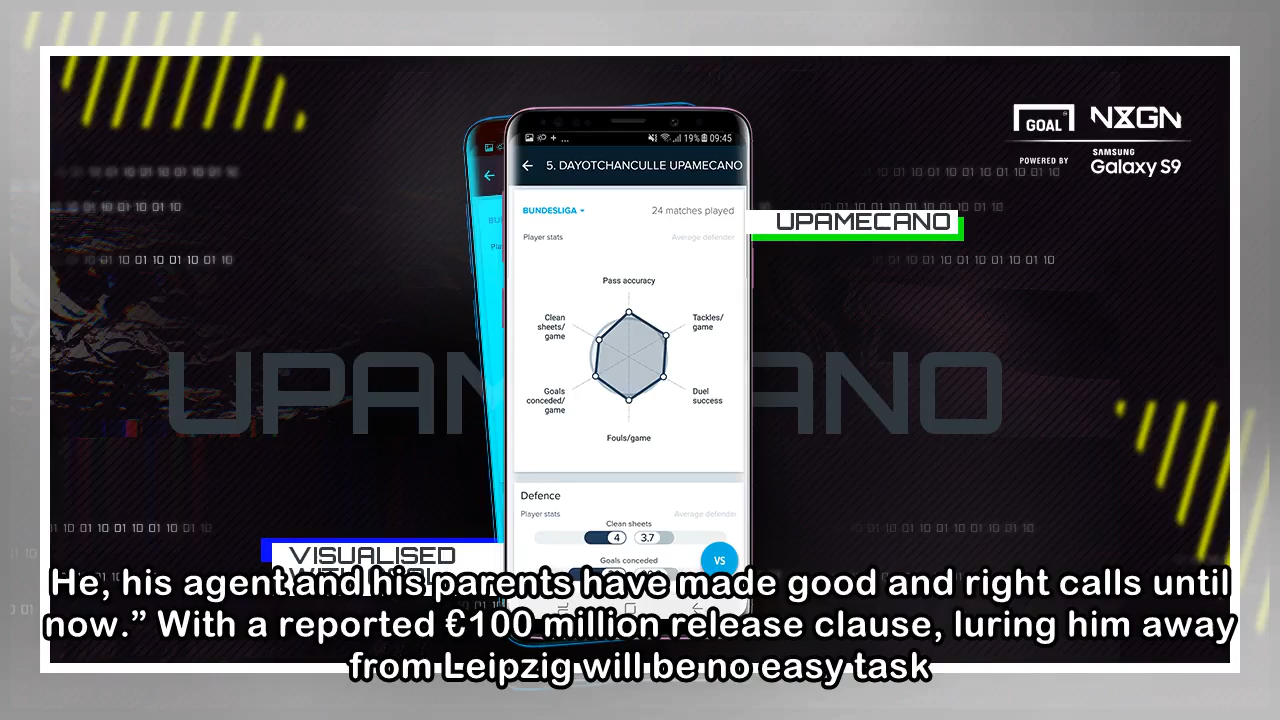 GOAL NXGN
POWERED BY SAMSUNG Galaxy S9
19% 09:45
5. DAYOTCHANCULLE UPAMECANO
BUNDESLIGA 24 matches played
UPAMECANO
Player stats Average defender
Pass accuracy
Clean sheets/game
Tackles/game
Goals conceded/game
Duel success
Fouls/game
UPAMECANO
Defence
Player stats Average defender
Clean sheets
4 3.7
Goals conceded
VS
VISUALISED
He, his agent and his parents have made good and right calls until
now.” With a reported €100 million release clause, luring him away
from Leipzig will be no easy task